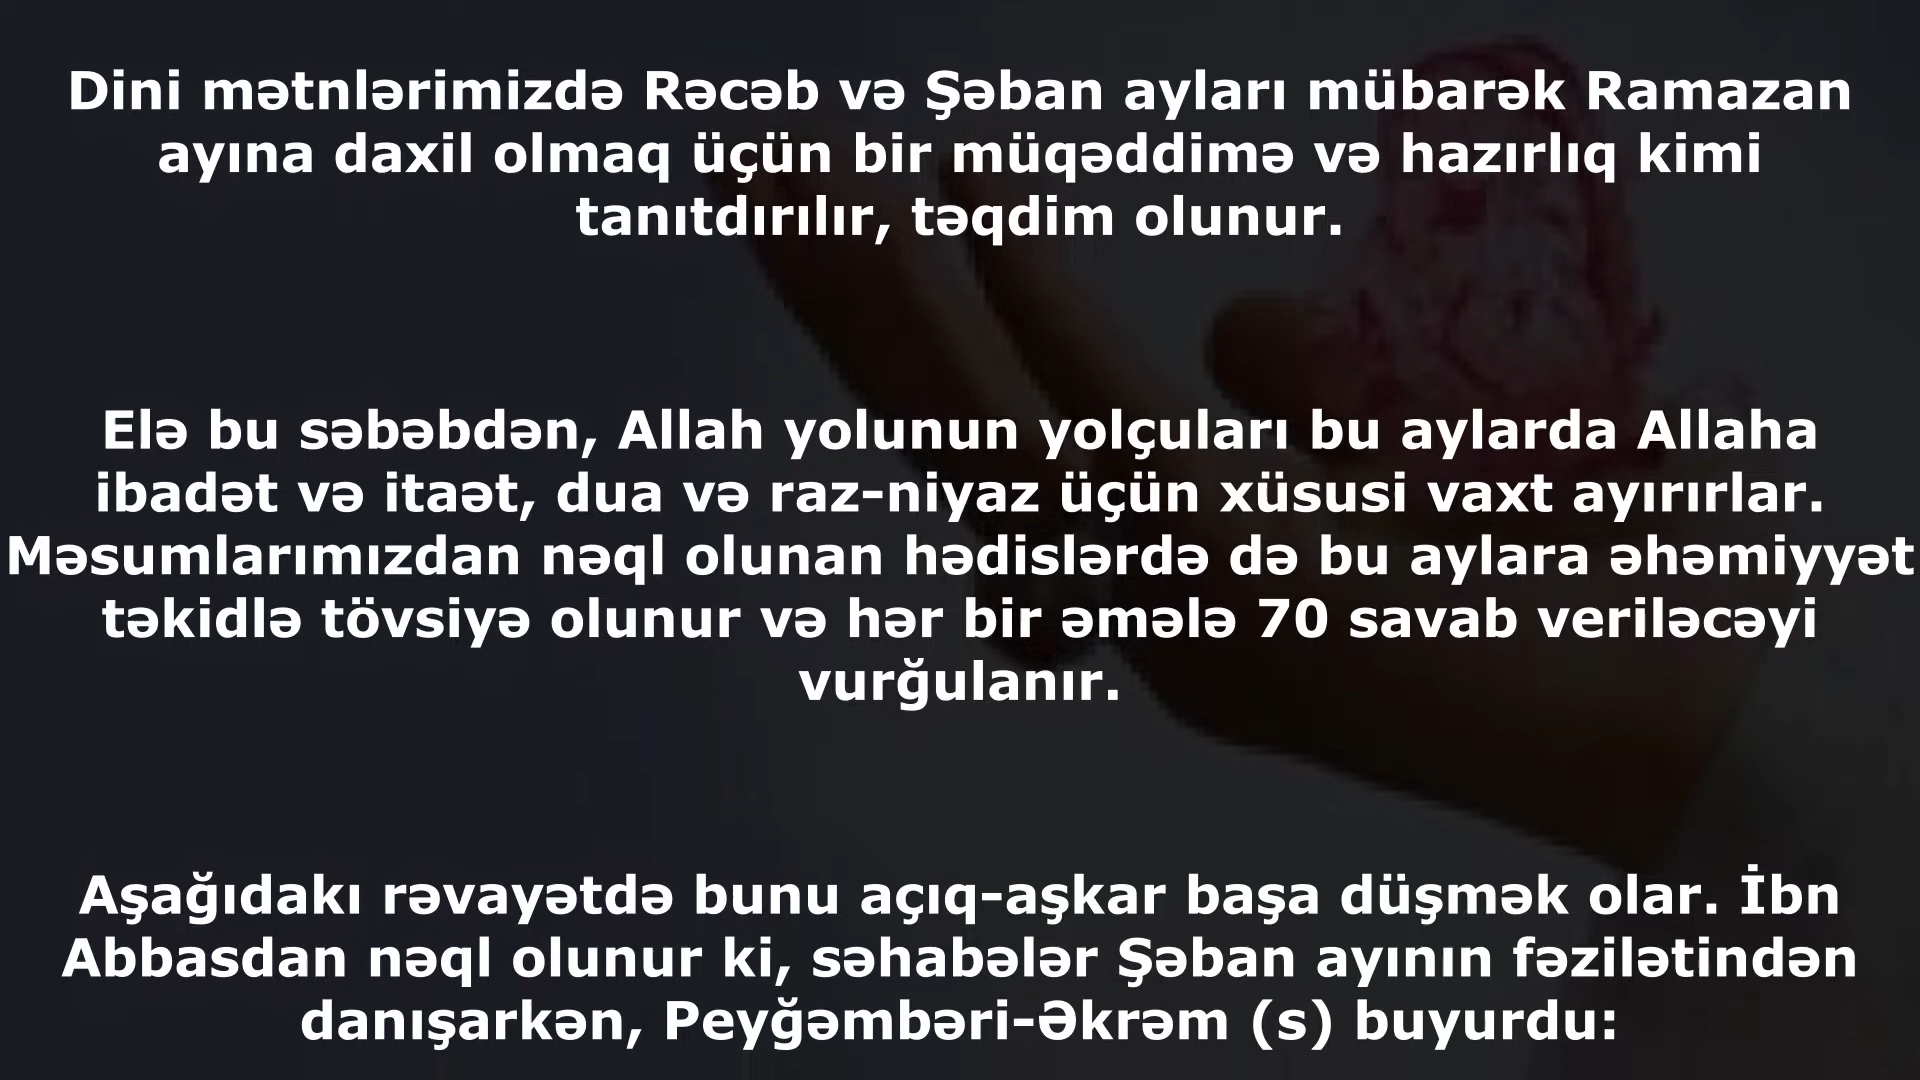 Dini mətnlərimizdə Rəcəb və Şəban ayları mübarək Ramazan
ayına daxil olmaq üçün bir müqəddimə və hazırlıq kimi
tanıtdırılır, təqdim olunur.
Elə bu səbəbdən, Allah yolunun yolçuları bu aylarda Allaha
ibadət və itaət, dua və raz-niyaz üçün xüsusi vaxt ayırırlar.
Məsumlarımızdan nəql olunan hədislərdə də bu aylara əhəmiyyət
təkidlə tövsiyə olunur və hər bir əmələ 70 savab veriləcəyi
vurğulanır.
Aşağıdakı rəvayətdə bunu açıq-aşkar başa düşmək olar. İbn
Abbasdan nəql olunur ki, səhabələr Şəban ayının fəzilətindən
danışarkən, Peyğəmbəri-Əkrəm (s) buyurdu: